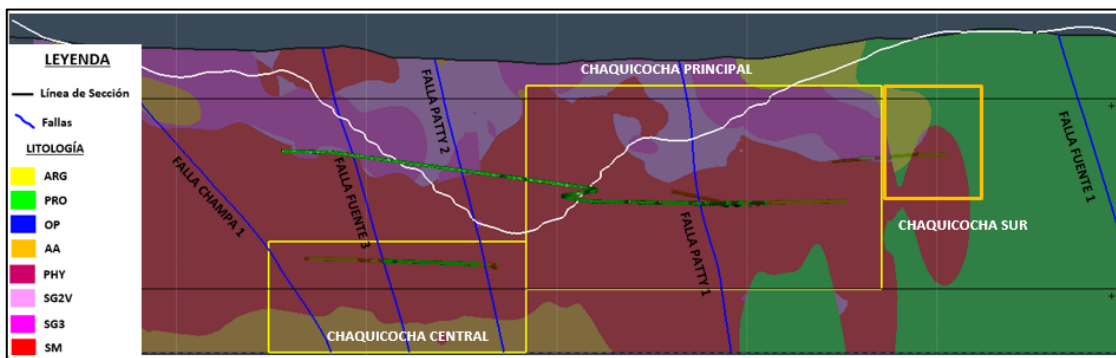 LEYENDA
Línea de Sección
Fallas
LITOLOGÍA
ARG
PRO
OP
AA
PHY
SG2V
SG3
SM
FALLA CHAMPA 1
FALLA FUENTE 3
FALLA PATTY 2
CHAQUICOCHA PRINCIPAL
FALLA PATTY 1
FALLA FUENTE 1
CHAQUICOCHA SUR
CHAQUICOCHA CENTRAL